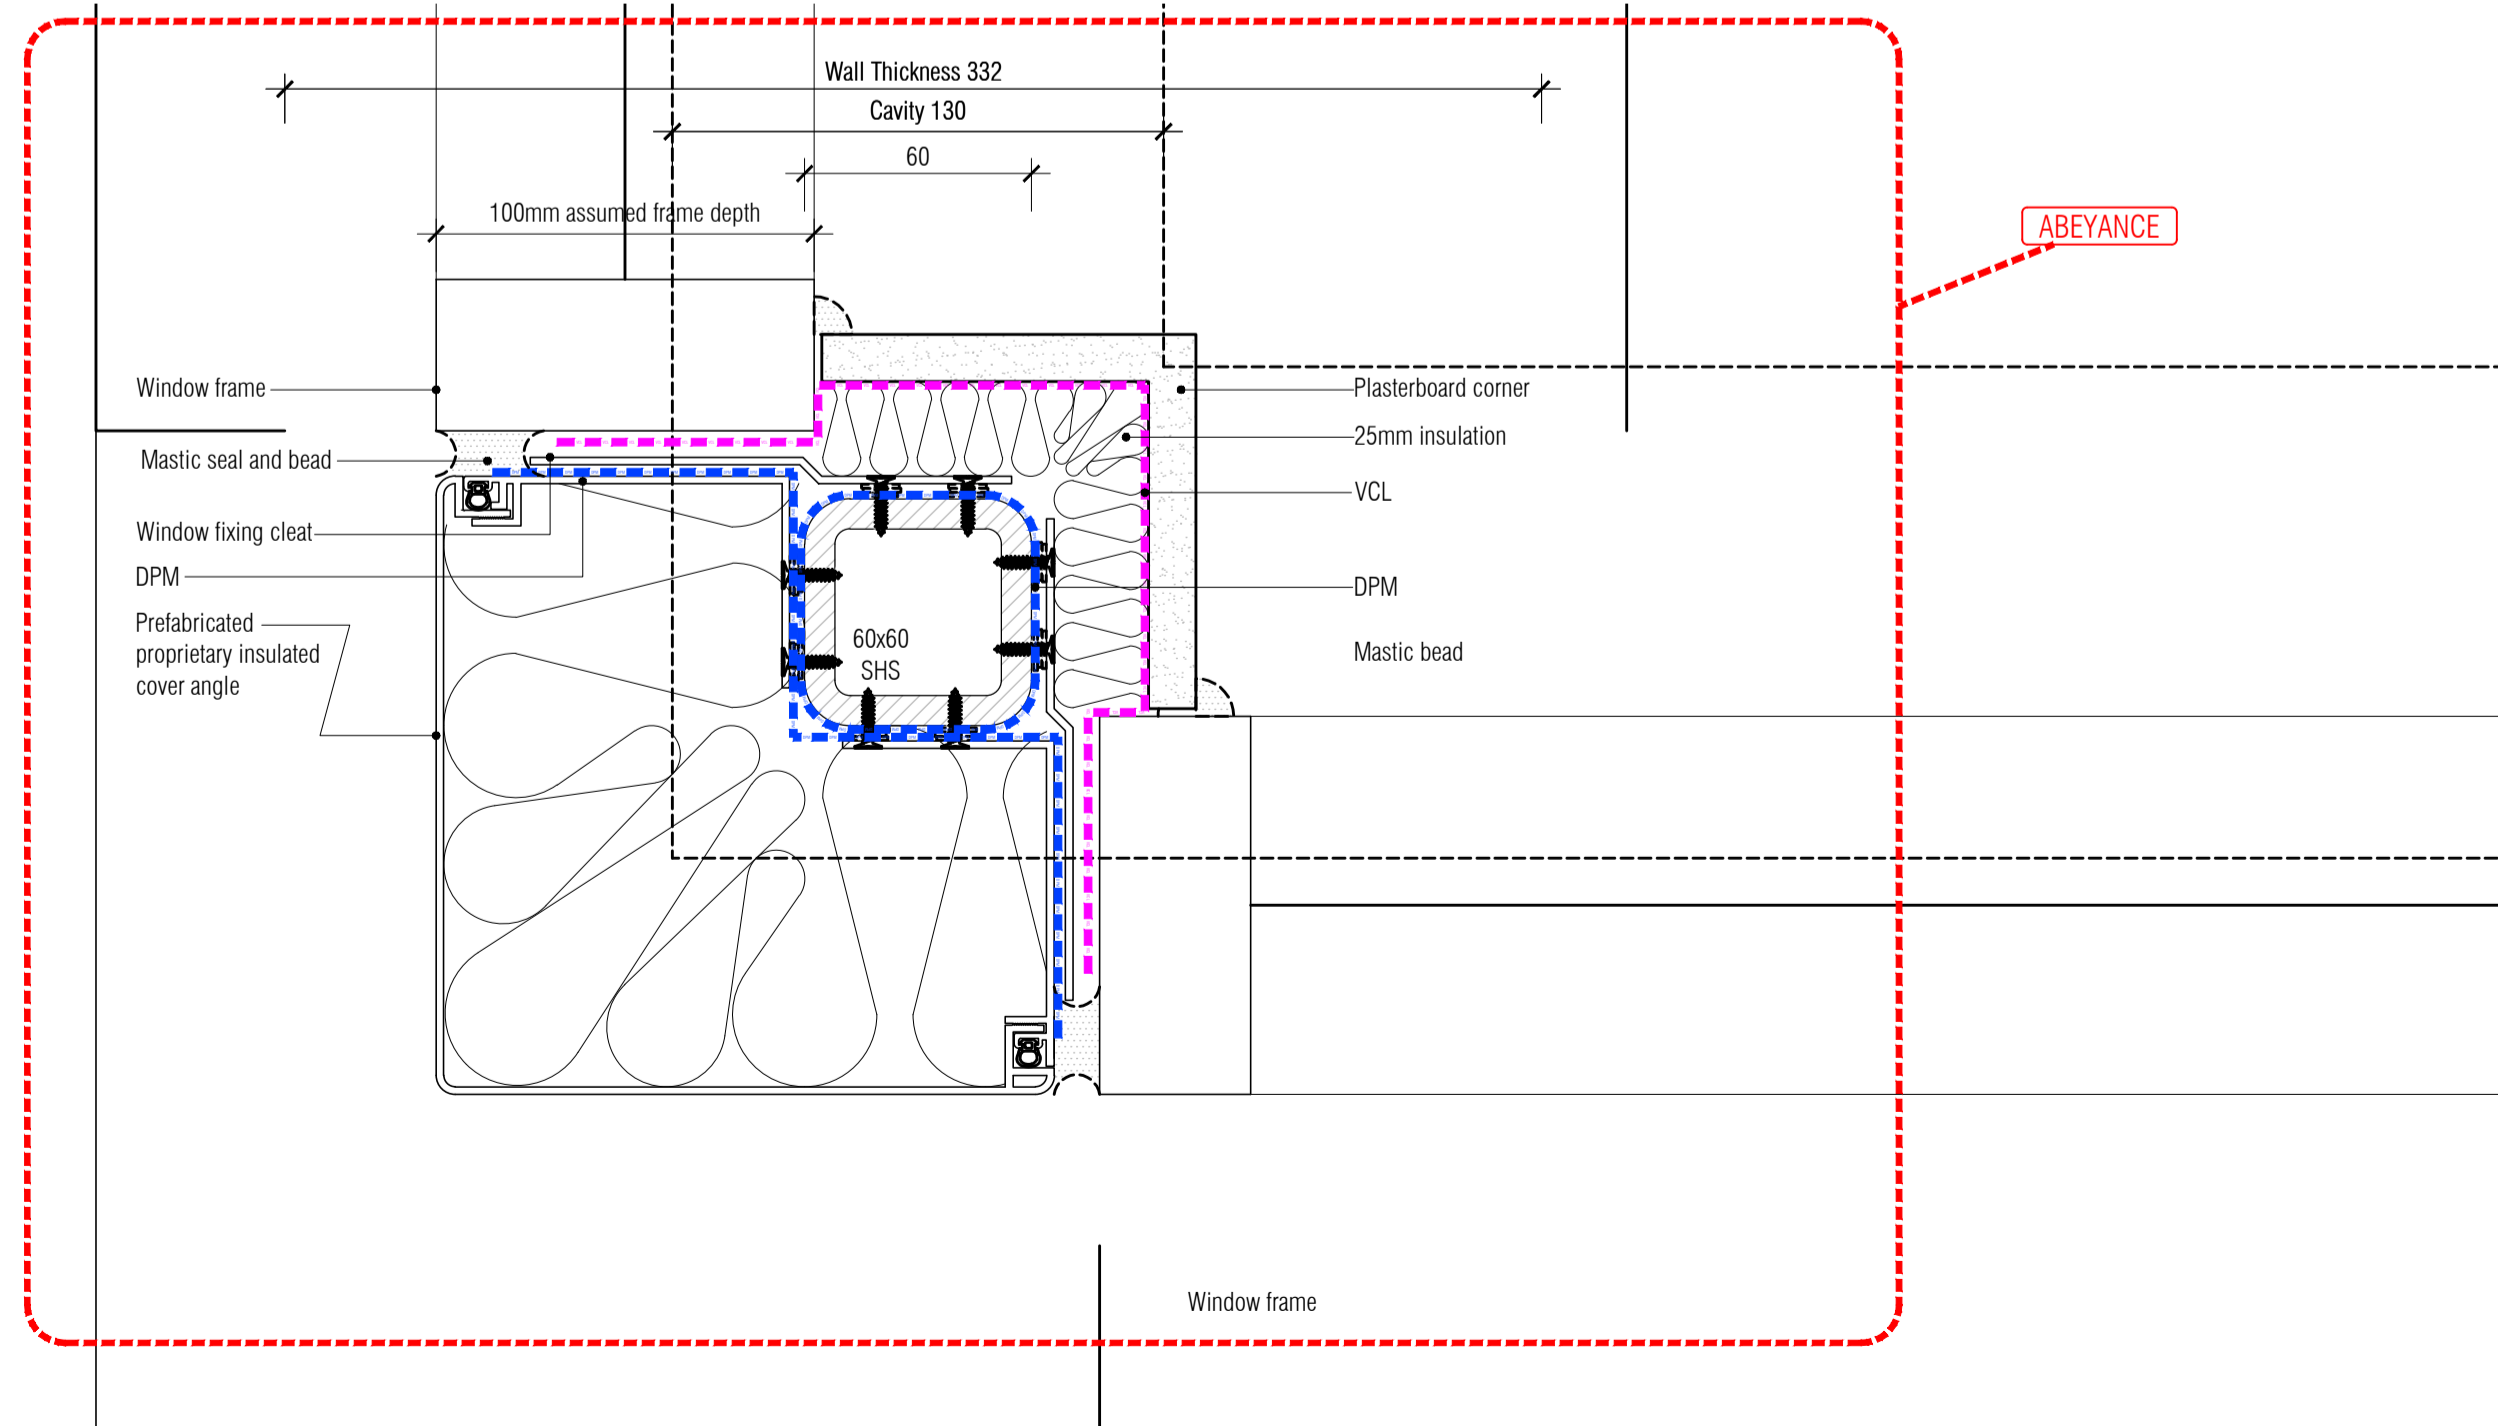 Wall Thickness 332
Cavity 130
60
100mm assumed frame depth
ABEYANCE
Window frame
Mastic seal and bead
Window fixing cleat
DPM
Prefabricated
proprietary insulated
cover angle
60x60
SHS
Plasterboard corner
25mm insulation
VCL
DPM
Mastic bead
Window frame